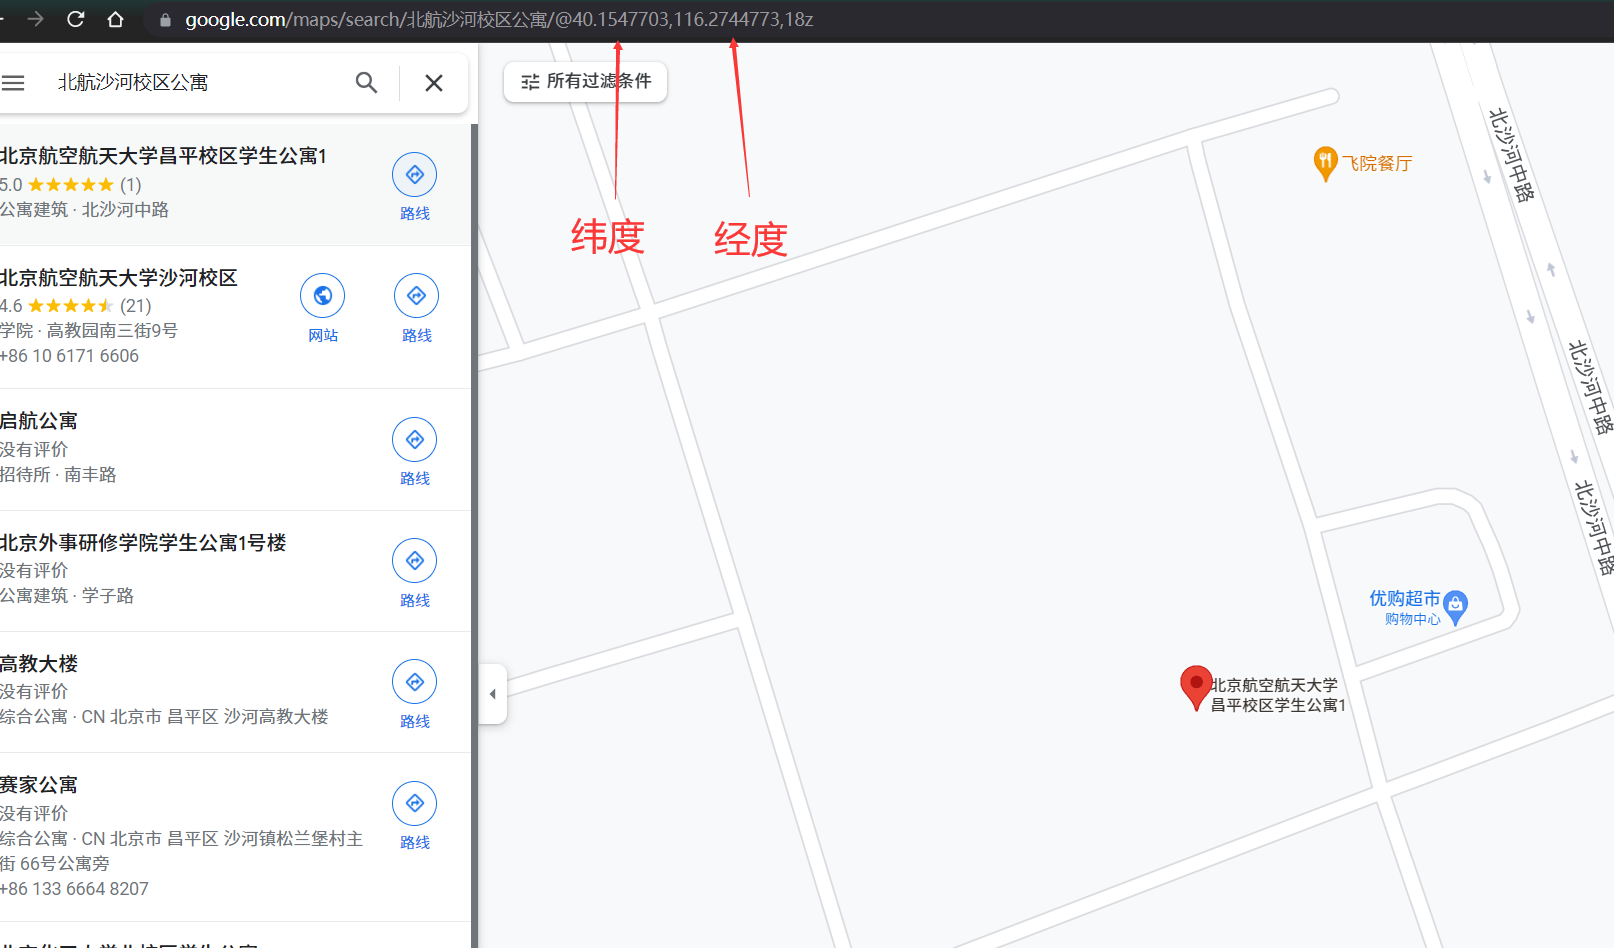 google.com/maps/search/北航沙河校区公寓/@40.1547703,116.2744773,18z
北航沙河校区公寓
所有过滤条件
纬度
经度
北京航空航天大学昌平校区学生公寓1
5.0 (1)
公寓建筑 · 北沙河中路
路线
北京航空航天大学沙河校区
4.6 (21)
学院 · 高教园南三街9号
+86 10 6171 6606
网站
路线
启航公寓
没有评价
招待所 · 南丰路
路线
北京外事研修学院学生公寓1号楼
没有评价
公寓建筑 · 学子路
路线
高教大楼
没有评价
综合公寓 · CN 北京市 昌平区 沙河高教大楼
路线
赛家公寓
没有评价
综合公寓 · CN 北京市 昌平区 沙河镇松兰堡村主
街 66号公寓旁
+86 133 6664 8207
路线
飞院餐厅
北沙河中路
北沙河中路
北沙河中路
优购超市
购物中心
北京航空航天大学
昌平校区学生公寓1